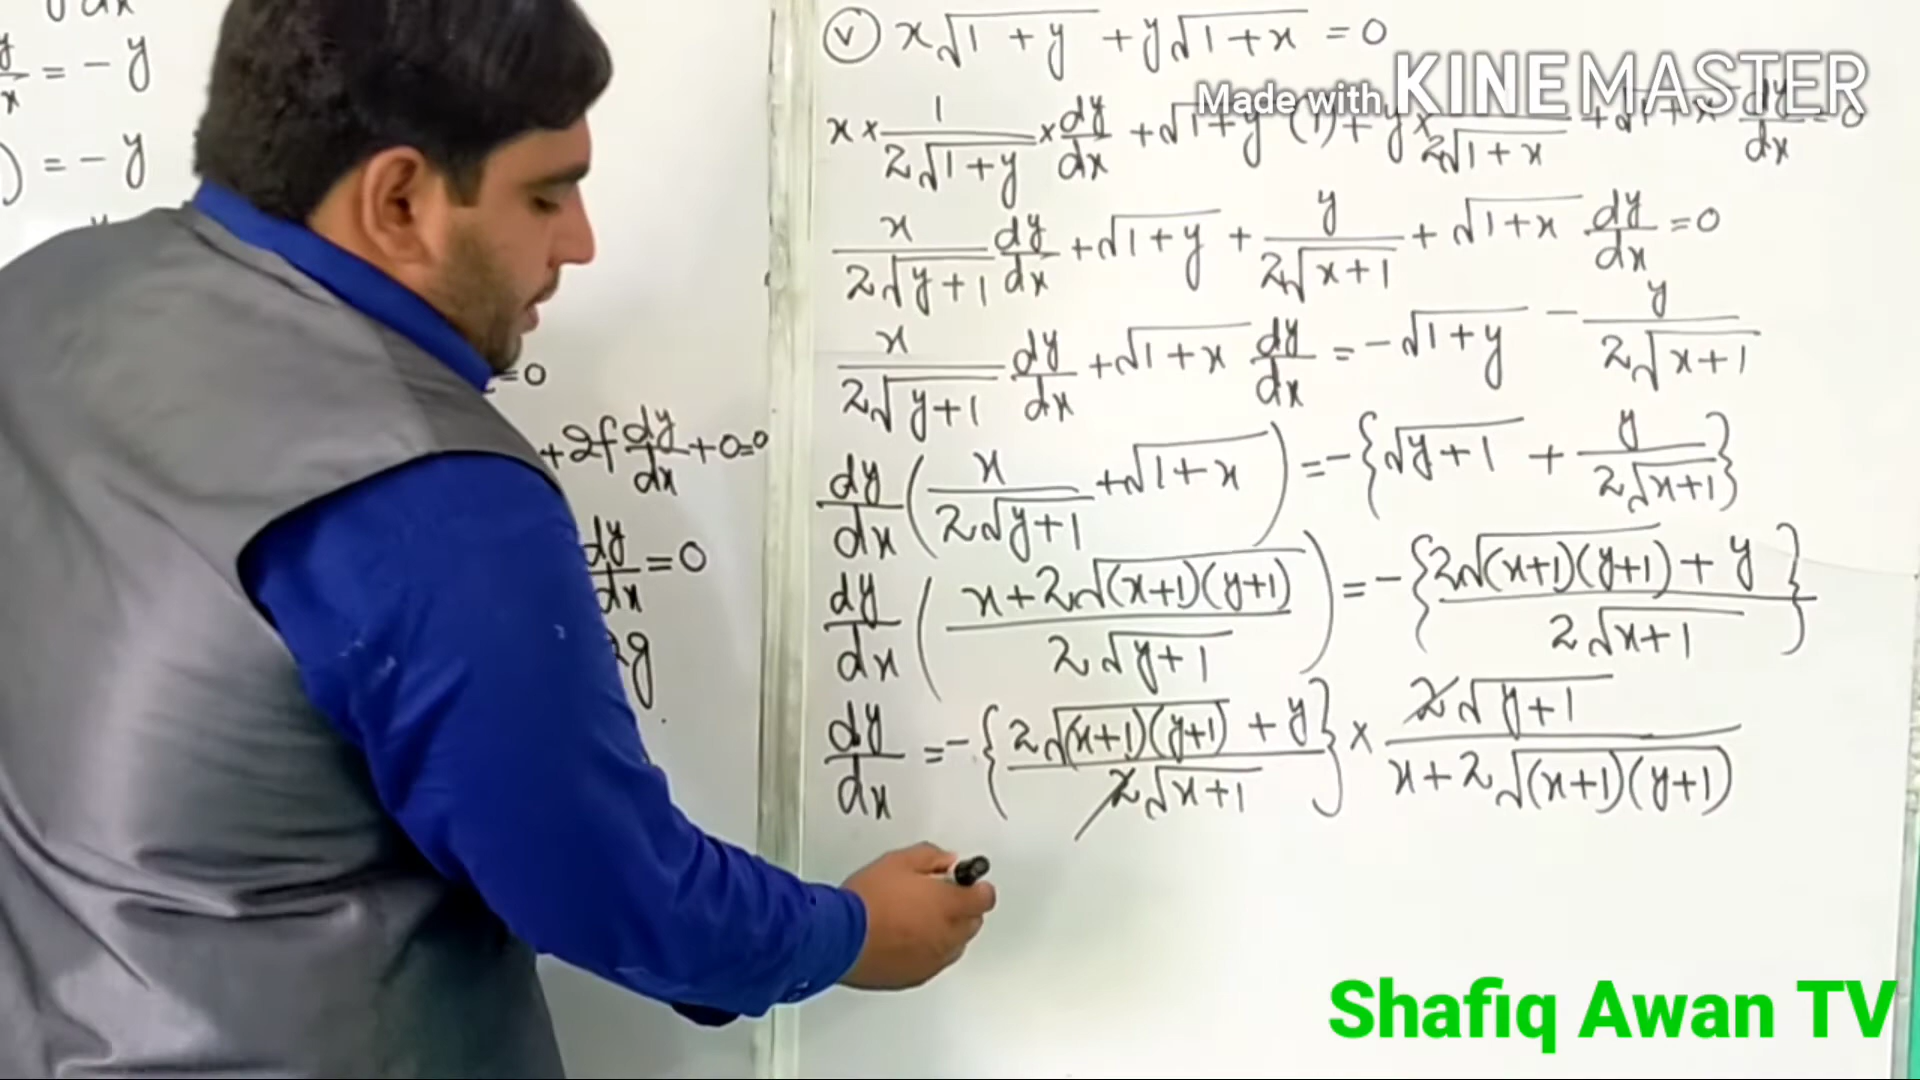 dx
y/x = - y
) = - y
=0
+2f dy/dx +0=0
dy/dx = 0
2g
(v) x√(1+y) + y√(1+x) = 0
Made with KINEMASTER
x × 1/(2√(1+y)) × dy/dx + √(1+y) (1) + y × /(2√(1+x)) + √(1+x) dy/dx = 0
x/(2√(y+1)) dy/dx + √(1+y) + y/(2√(x+1)) + √(1+x) dy/dx = 0
x/(2√(y+1)) dy/dx + √(1+x) dy/dx = -√(1+y) - y/(2√(x+1))
dy/dx ( x/(2√(y+1)) + √(1+x) ) = -{ √(y+1) + y/(2√(x+1)) }
dy/dx ( (x+2√((x+1)(y+1)))/(2√(y+1)) ) = -{ (2√((x+1)(y+1)) + y)/(2√(x+1)) }
dy/dx = -{ (2√((x+1)(y+1)) + y)/(2√(x+1)) } × (2√(y+1))/(x+2√((x+1)(y+1)))
Shafiq Awan TV